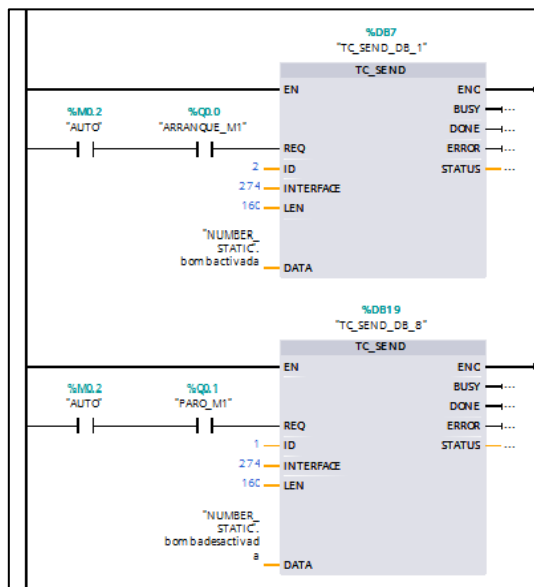 %DB7
"TC_SEND_DB_1"
TC_SEND
EN
ENO
BUSY
%M0.2
%Q0.0
DONE
"AUTO"
"ARRANQUE_M1"
REQ
ERROR
2
ID
STATUS
274
INTERFACE
160
LEN
"NUMBER_
STATIC".
bombactivada
DATA
%DB19
"TC_SEND_DB_8"
TC_SEND
EN
ENO
BUSY
%M0.2
%Q0.1
DONE
"AUTO"
"PARO_M1"
REQ
ERROR
1
ID
STATUS
274
INTERFACE
160
LEN
"NUMBER_
STATIC".
bombadesactivad
a
DATA